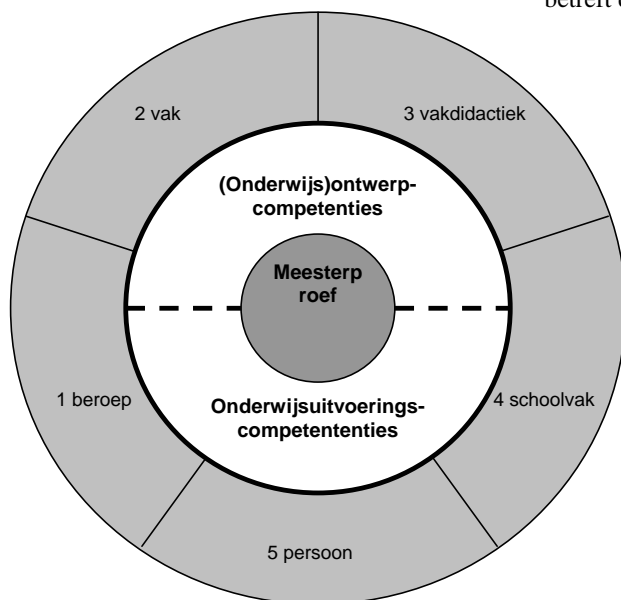 betreft
2 vak
3 vakdidactiek
(Onderwijs)ontwerp-
competenties
Meesterp
roef
1 beroep
Onderwijsuitvoerings-
competententies
4 schoolvak
5 persoon